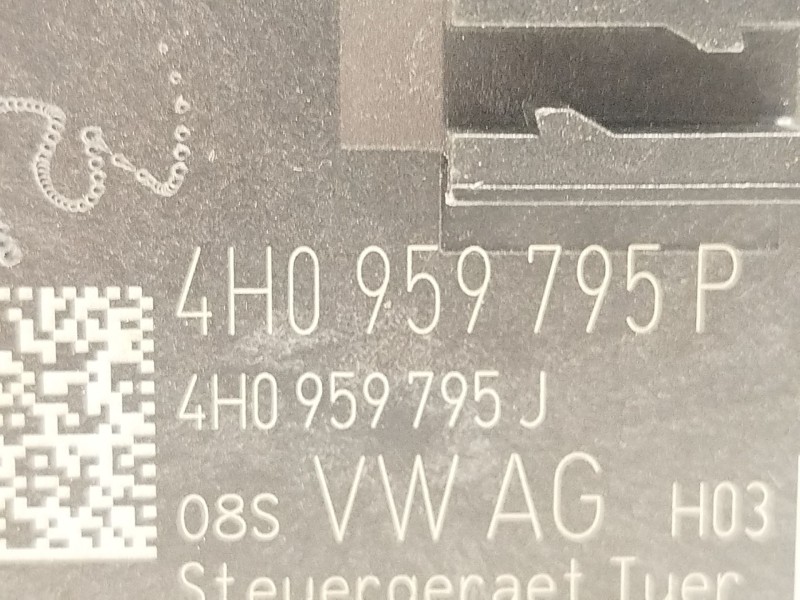 4H0 959 795 P
4H0 959 795 J
08S VW AG H03
Steuergeraet Tuer